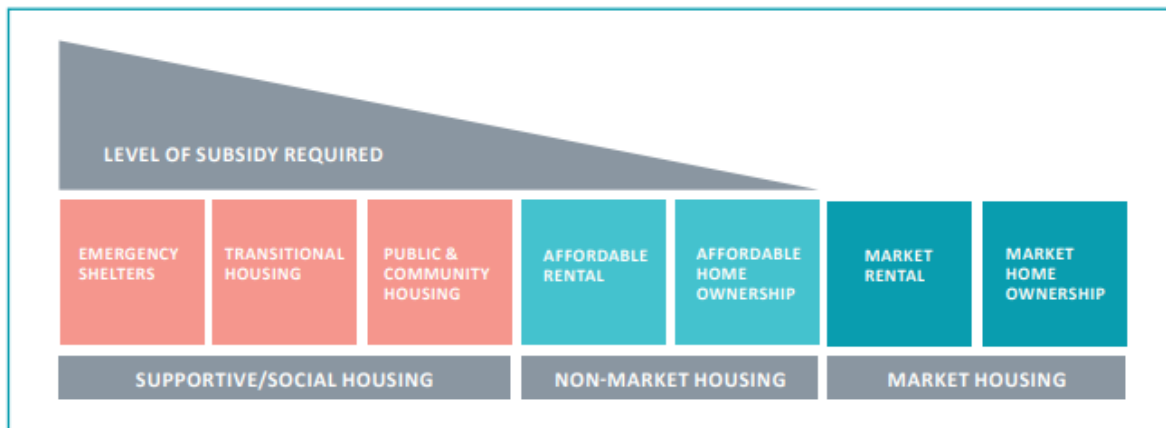 LEVEL OF SUBSIDY REQUIRED
EMERGENCY
SHELTERS
TRANSITIONAL
HOUSING
PUBLIC &
COMMUNITY
HOUSING
AFFORDABLE
RENTAL
AFFORDABLE
HOME
OWNERSHIP
MARKET
RENTAL
MARKET
HOME
OWNERSHIP
SUPPORTIVE/SOCIAL HOUSING
NON-MARKET HOUSING
MARKET HOUSING